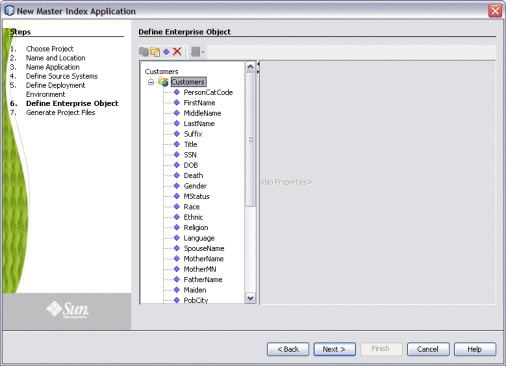 New Master Index Application
Steps
1. Choose Project
2. Name and Location
3. Name Application
4. Define Source Systems
5. Define Deployment
Environment
6. Define Enterprise Object
7. Generate Project Files
Define Enterprise Object
Customers
Customers
PersonCatCode
FirstName
MiddleName
LastName
Suffix
Title
SSN
DOB
Death
Gender
MStatus
Race
Ethnic
Religion
Language
SpouseName
MotherName
MotherMN
FatherName
Maiden
PobCity
<No Properties>
Sun
< Back
Next >
Finish
Cancel
Help